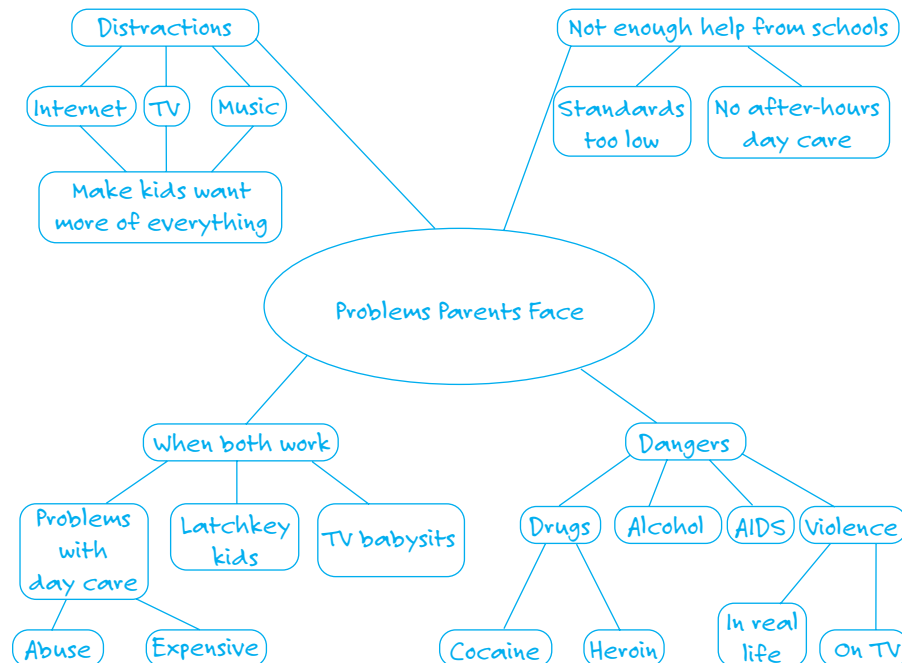 Distractions
Not enough help from schools
Internet
TV
Music
Standards
too low
No after-hours
day care
Make kids want
more of everything
Problems Parents Face
When both work
Dangers
Problems
with
day care
Latchkey
kids
TV babysits
Drugs
Alcohol
AIDS
Violence
Abuse
Expensive
Cocaine
Heroin
In real
life
On TV